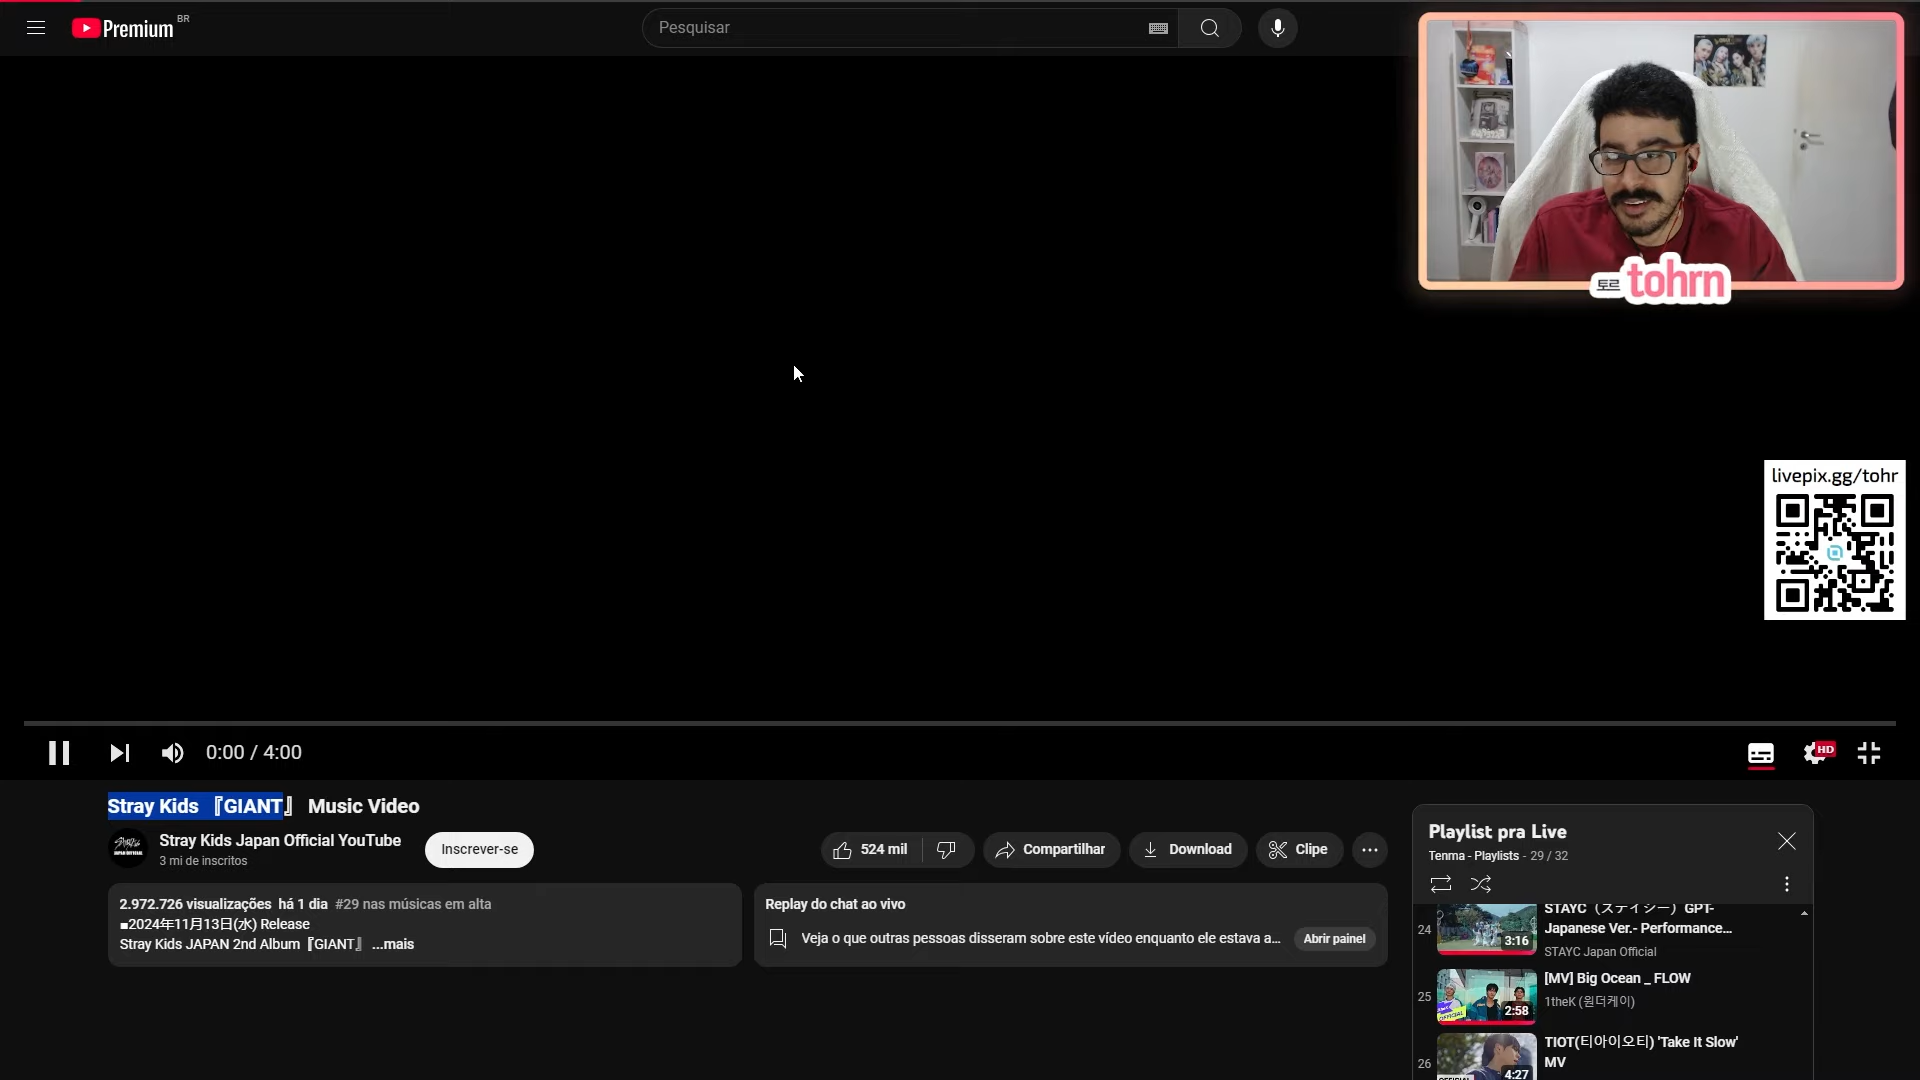 Premium BR
Pesquisar
토르 tohrn
livepix.gg/tohr
0:00 / 4:00
HD
Stray Kids 『GIANT』 Music Video
Stray Kids Japan Official YouTube
3 mi de inscritos
Inscrever-se
524 mil
Compartilhar
Download
Clipe
2.972.726 visualizações há 1 dia #29 nas músicas em alta
■2024年11月13日(水) Release
Stray Kids JAPAN 2nd Album『GIANT』 ...mais
Replay do chat ao vivo
Veja o que outras pessoas disseram sobre este vídeo enquanto ele estava a...
Abrir painel
Playlist pra Live
Tenma - Playlists - 29 / 32
24
3:16
STAYC（ステイシー）GPT-
Japanese Ver.- Performance...
STAYC Japan Official
25
2:58
[MV] Big Ocean _ FLOW
1theK (원더케이)
26
4:27
TIOT(티아이오티) 'Take It Slow'
MV